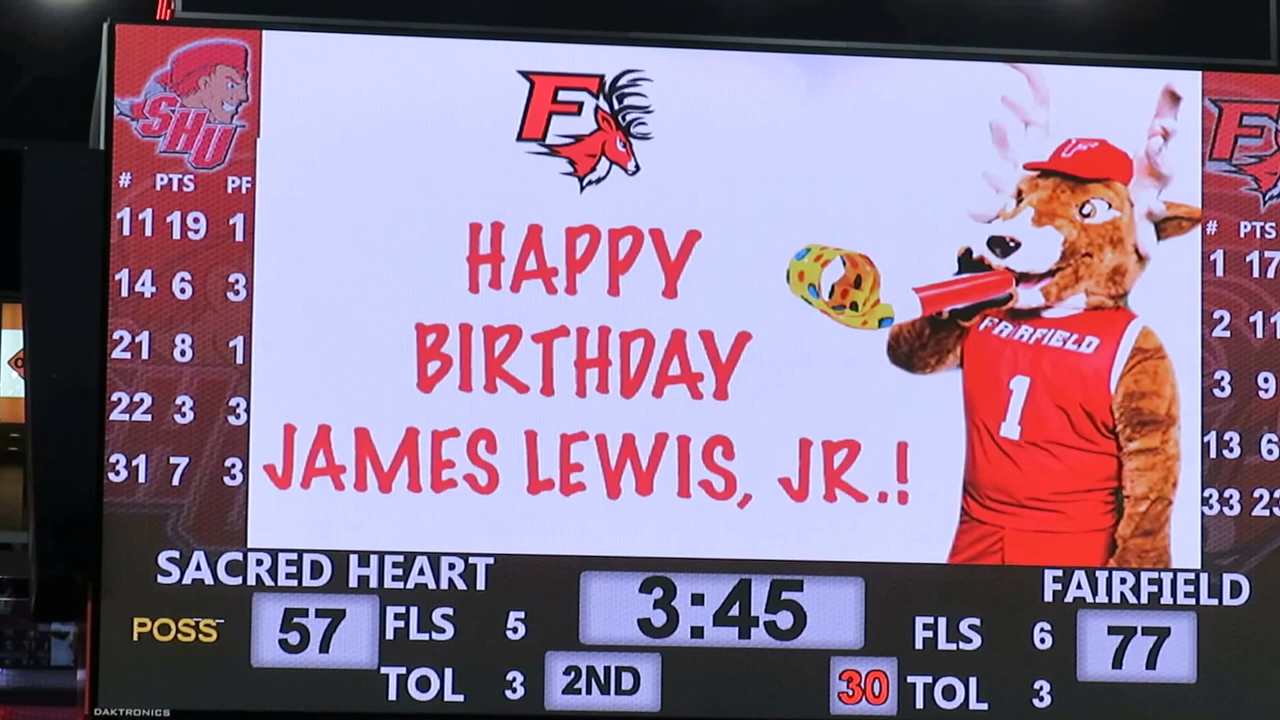 SHU
F
F
# PTS PF
# PTS
11 19 1
1 17
14 6 3
2 11
21 8 1
3 9
22 3 3
13 6
31 7 3
33 23
HAPPY
BIRTHDAY
JAMES LEWIS, JR.!
F
FAIRFIELD
1
SACRED HEART
FAIRFIELD
POSS 57 FLS 5 3:45 FLS 6 77
TOL 3 2ND 30 TOL 3
DAKTRONICS